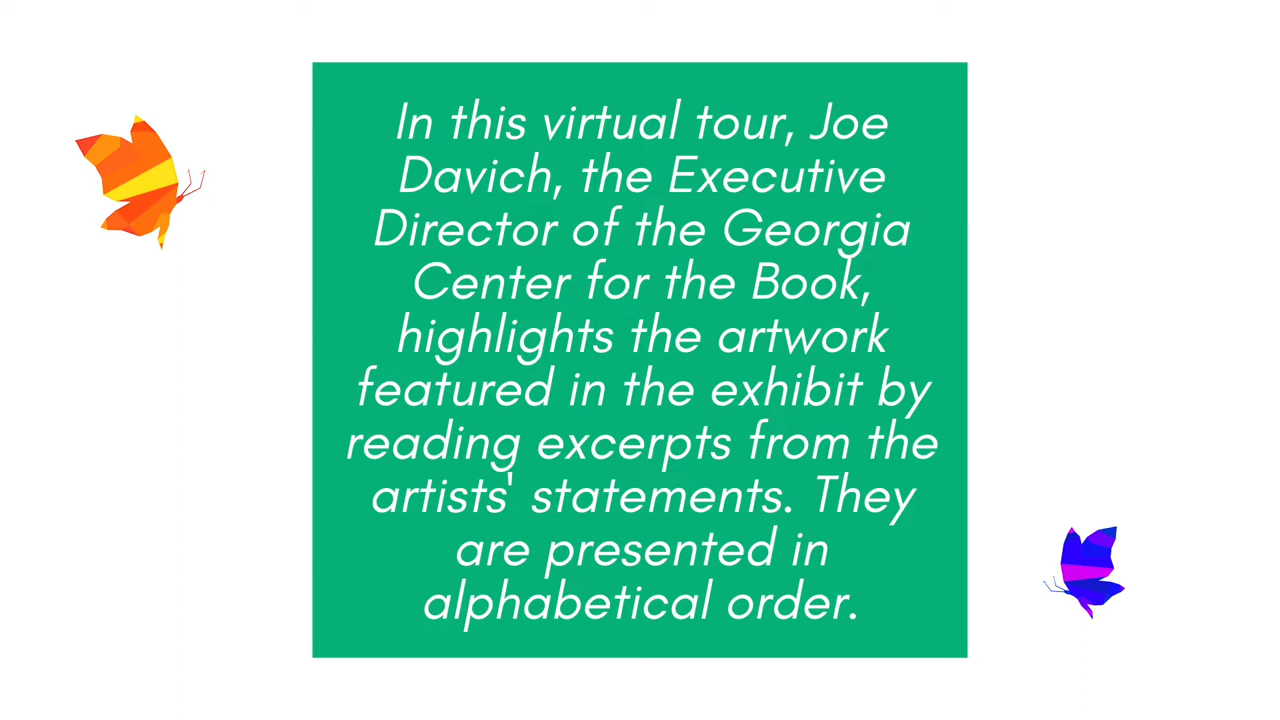 In this virtual tour, Joe
Davich, the Executive
Director of the Georgia
Center for the Book,
highlights the artwork
featured in the exhibit by
reading excerpts from the
artists' statements. They
are presented in
alphabetical order.